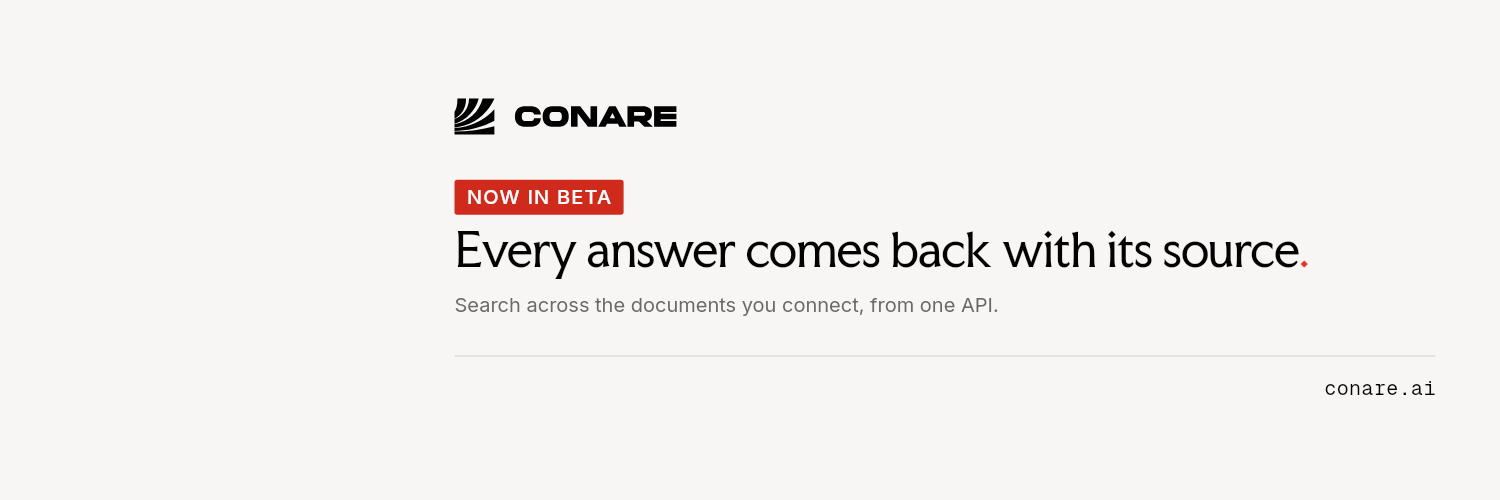 CONARE
NOW IN BETA
Every answer comes back with its source.
Search across the documents you connect, from one API.
conare.ai